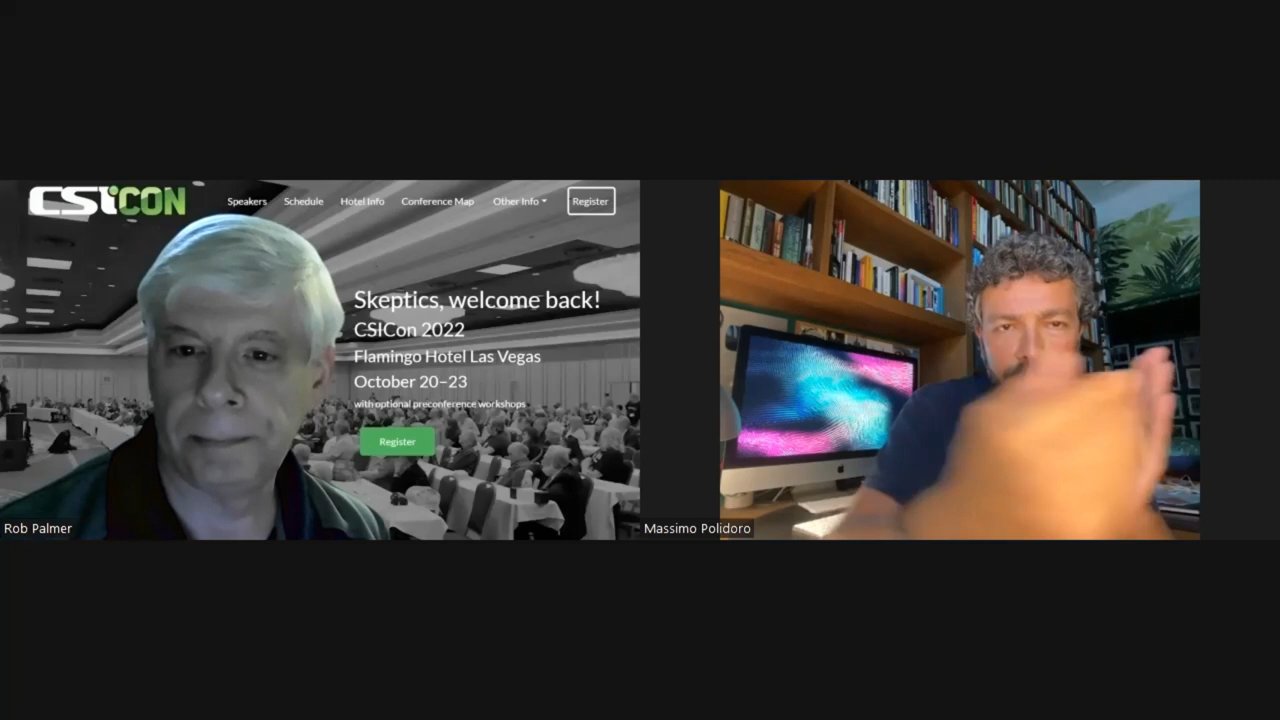 CSICON
Speakers Schedule Hotel Info Conference Map Other Info Register
Skeptics, welcome back!
CSICon 2022
Flamingo Hotel Las Vegas
October 20–23
with optional preconference workshops
Register
Rob Palmer
Massimo Polidoro